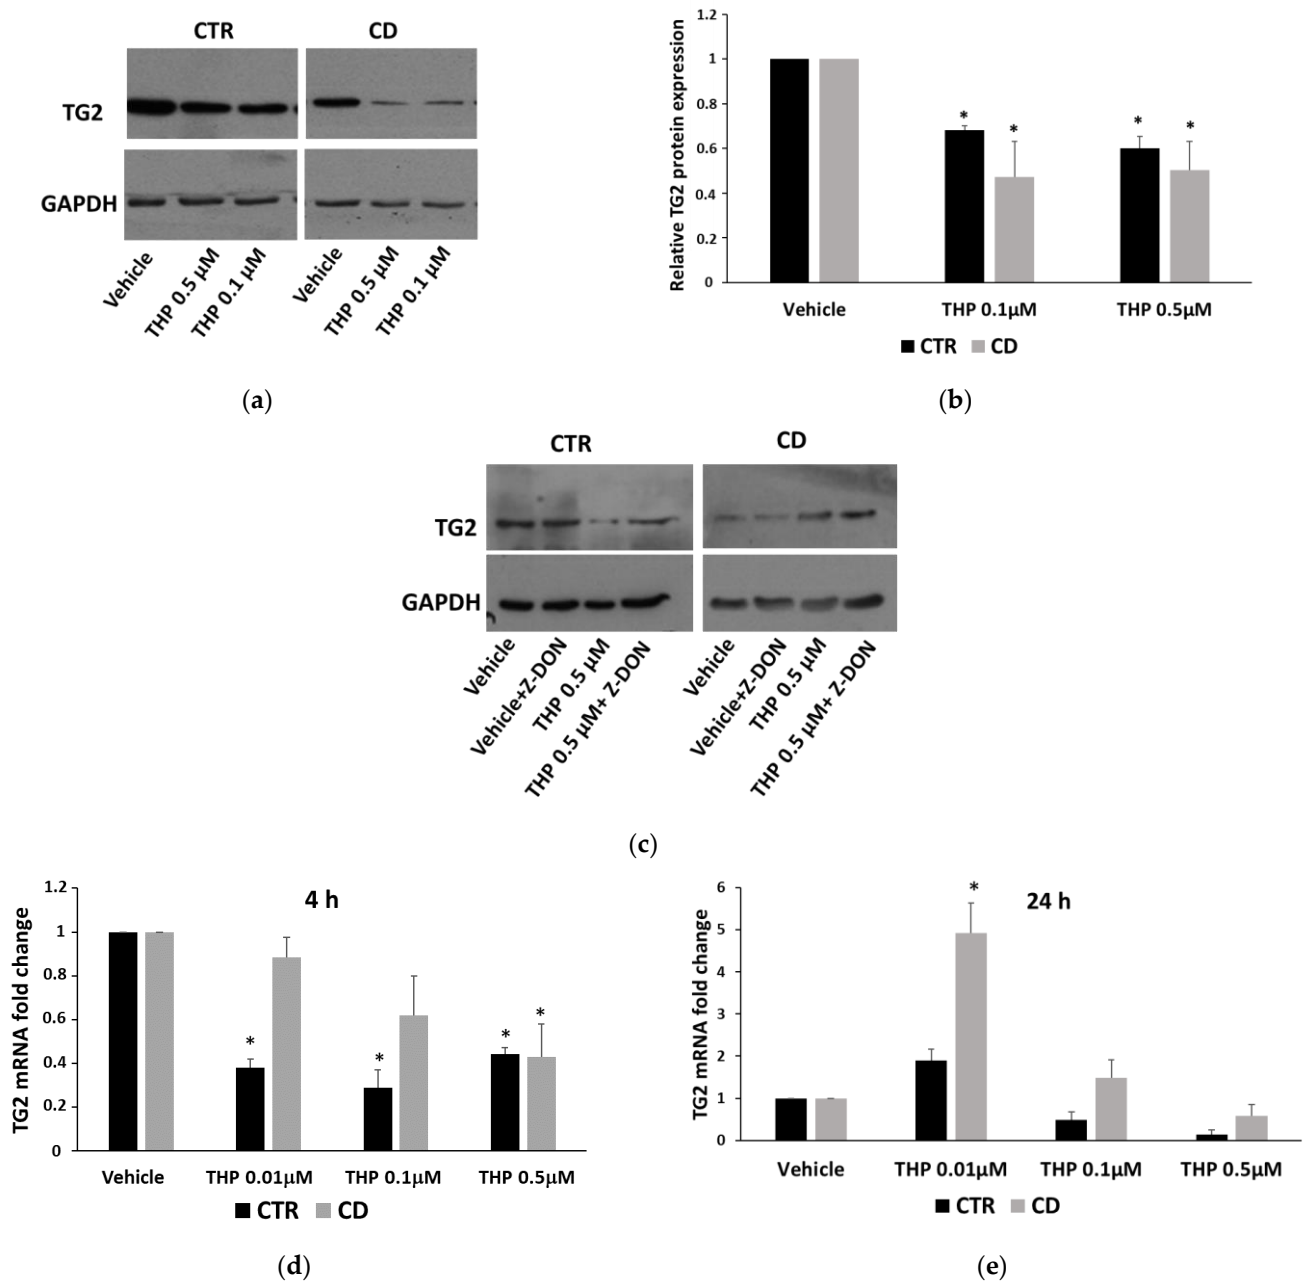 CTR CD
TG2
GAPDH
Vehicle
THP 0.5 μM
THP 0.1 μM
Vehicle
THP 0.5 μM
THP 0.1 μM
(a)
Relative TG2 protein expression
1.2
1
0.8
0.6
0.4
0.2
0
* * * *
Vehicle THP 0.1μM THP 0.5μM
CTR CD
(b)
CTR CD
TG2
GAPDH
Vehicle
Vehicle+Z-DON
THP 0.5 μM
THP 0.5 μM+ Z-DON
Vehicle
Vehicle+Z-DON
THP 0.5 μM
THP 0.5 μM+ Z-DON
(c)
4 h
TG2 mRNA fold change
1.2
1
0.8
0.6
0.4
0.2
0
* * * *
Vehicle THP 0.01μM THP 0.1μM THP 0.5μM
CTR CD
(d)
24 h
TG2 mRNA fold change
6
5
4
3
2
1
0
*
Vehicle THP 0.01μM THP 0.1μM THP 0.5μM
CTR CD
(e)